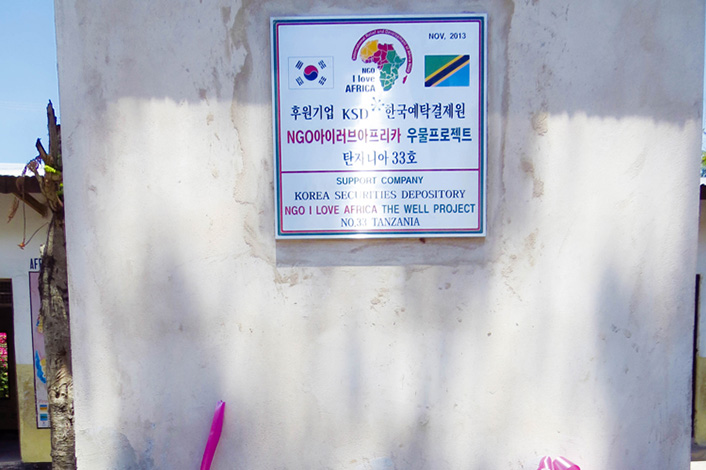 NOV, 2013
NGO
I love
AFRICA
후원기업 KSD 한국예탁결제원
NGO아이러브아프리카 우물프로젝트
탄자니아 33호
SUPPORT COMPANY
KOREA SECURITIES DEPOSITORY
NGO I LOVE AFRICA THE WELL PROJECT
NO.33 TANZANIA